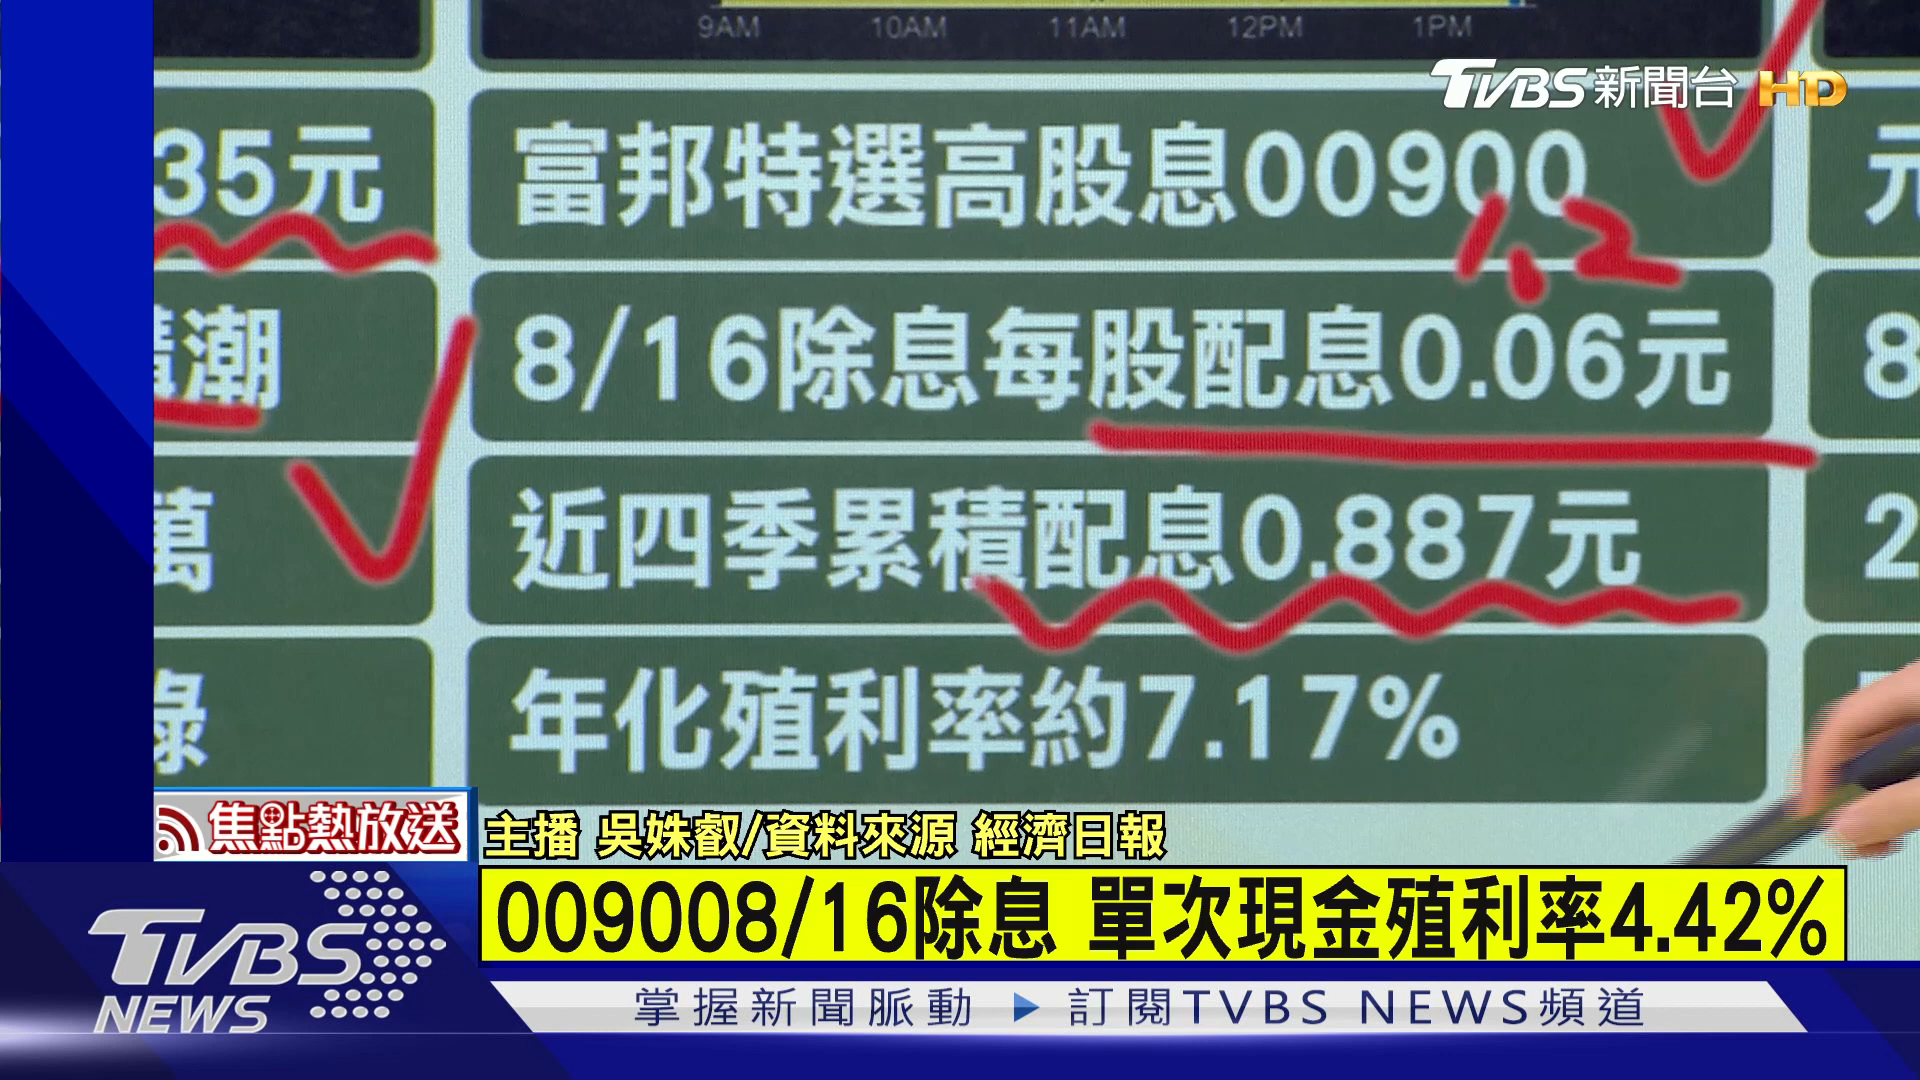 9AM 10AM 11AM 12PM 1PM
TVBS新聞台 HD
35元
富邦特選高股息00900
元
1.2
潮
8/16除息每股配息0.06元
8
萬
近四季累積配息0.887元
2
年化殖利率約7.17%
焦點熱放送
主播 吳姝叡/資料來源 經濟日報
009008/16除息 單次現金殖利率4.42%
TVBS NEWS
掌握新聞脈動 ▶ 訂閱TVBS NEWS頻道